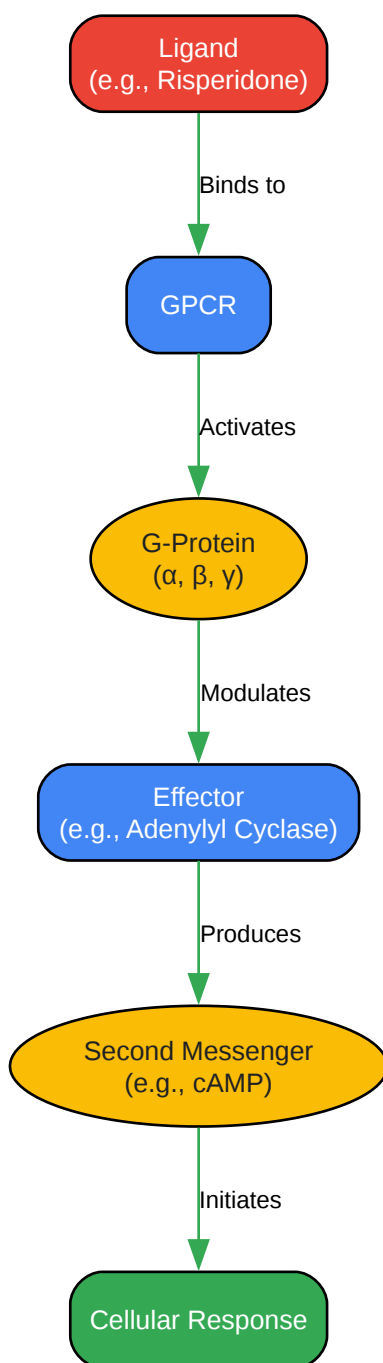 Ligand
(e.g., Risperidone)
Binds to
GPCR
Activates
G-Protein
(α, β, γ)
Modulates
Effector
(e.g., Adenylyl Cyclase)
Produces
Second Messenger
(e.g., cAMP)
Initiates
Cellular Response